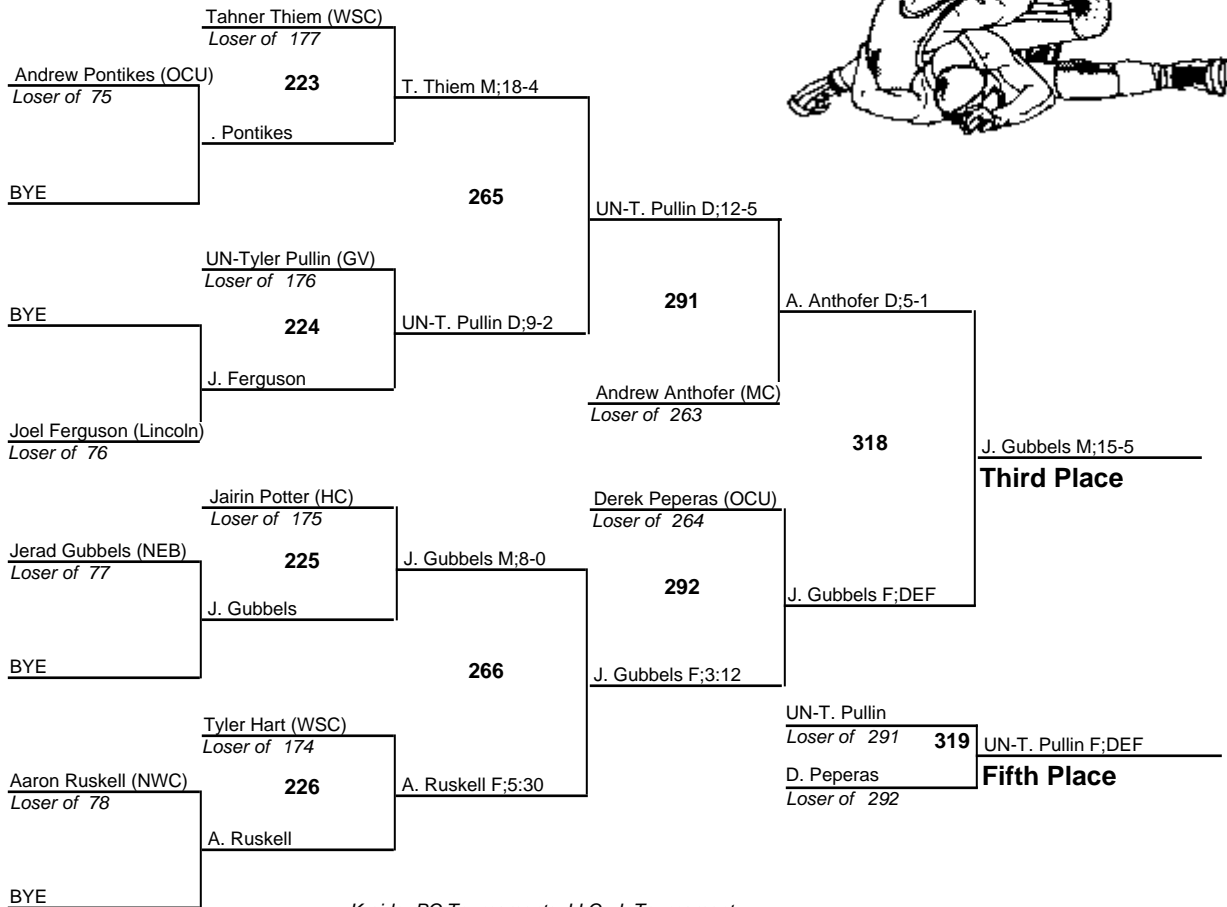 Tahner Thiem (WSC)
Loser of 177
Andrew Pontikes (OCU)
Loser of 75
223
T. Thiem M;18-4
. Pontikes
BYE
265
UN-T. Pullin D;12-5
UN-Tyler Pullin (GV)
Loser of 176
BYE
224
UN-T. Pullin D;9-2
291
A. Anthofer D;5-1
J. Ferguson
Andrew Anthofer (MC)
Loser of 263
Joel Ferguson (Lincoln)
Loser of 76
318
J. Gubbels M;15-5
Third Place
Jairin Potter (HC)
Loser of 175
Derek Peperas (OCU)
Loser of 264
Jerad Gubbels (NEB)
Loser of 77
225
J. Gubbels M;8-0
292
J. Gubbels F;DEF
J. Gubbels
BYE
266
J. Gubbels F;3:12
Tyler Hart (WSC)
Loser of 174
UN-T. Pullin
Loser of 291
319
UN-T. Pullin F;DEF
Fifth Place
D. Peperas
Loser of 292
Aaron Ruskell (NWC)
Loser of 78
226
A. Ruskell F;5:30
A. Ruskell
BYE